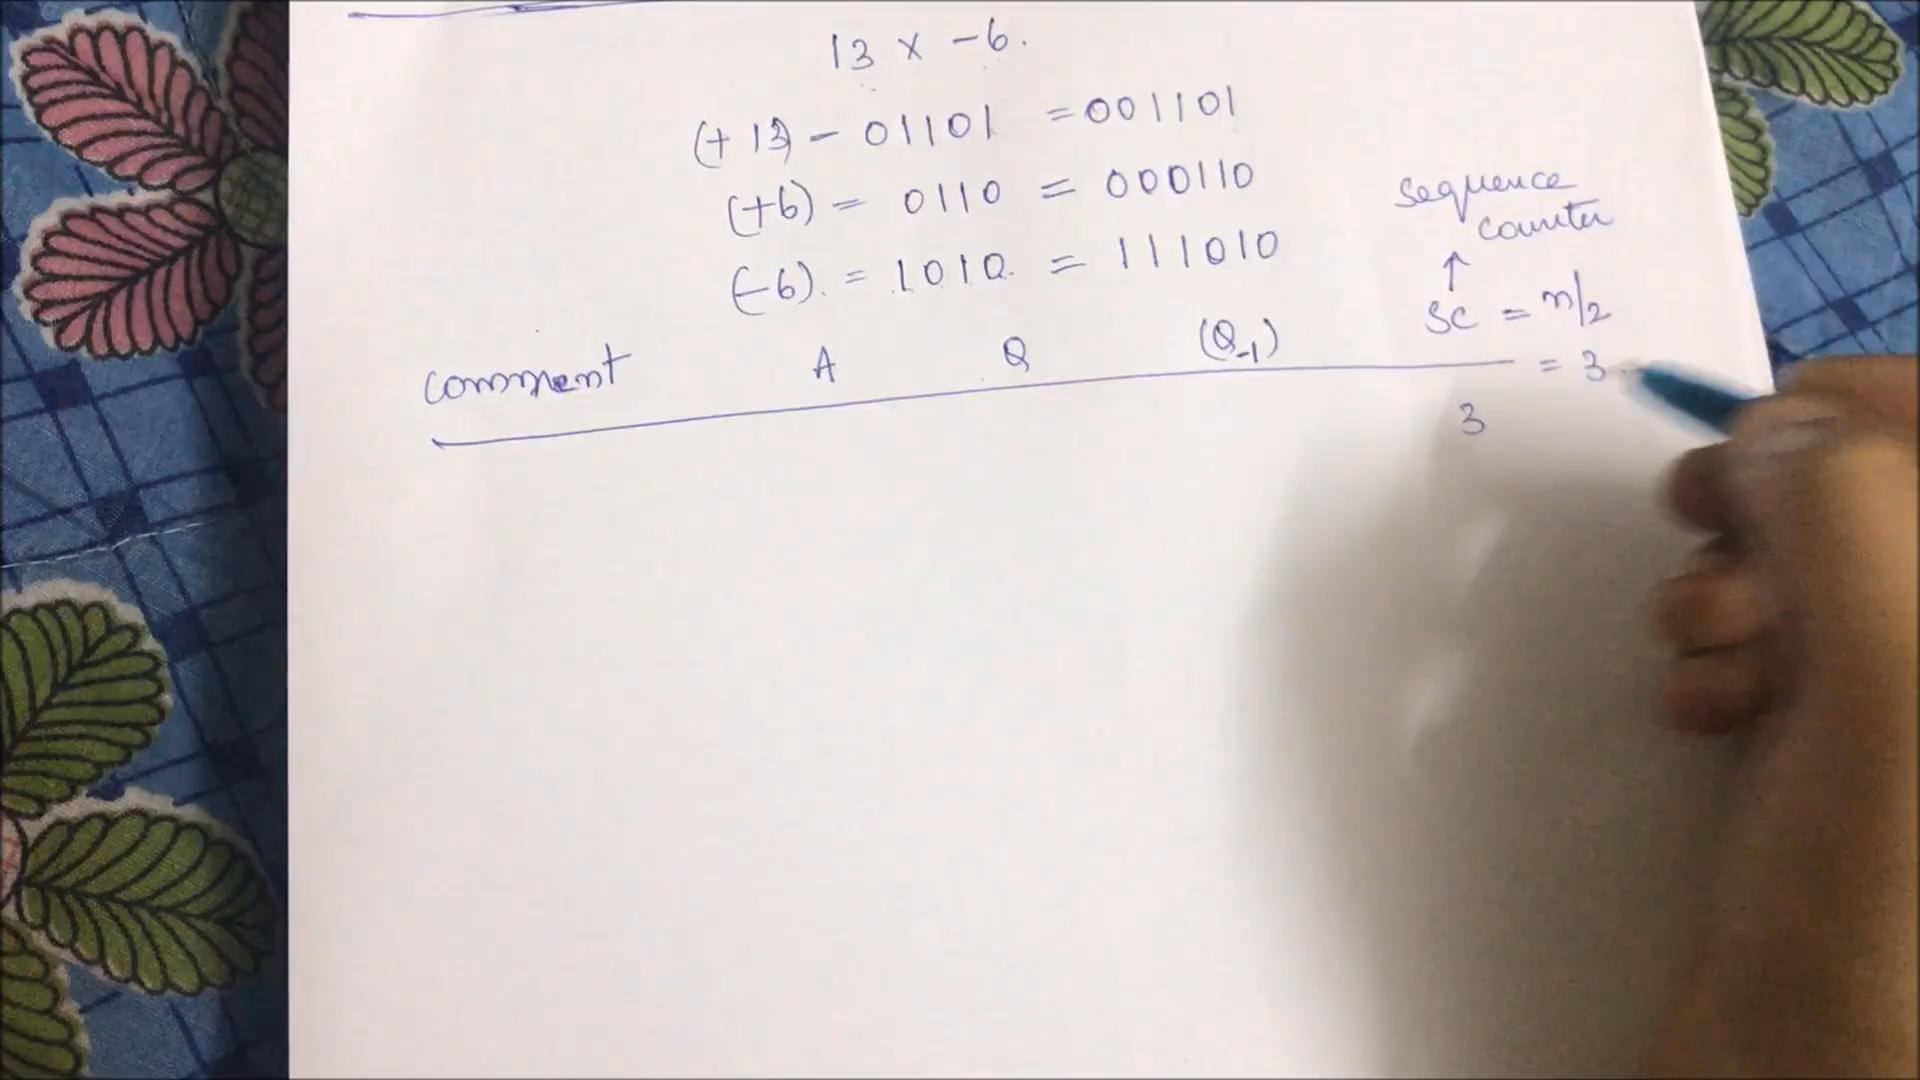 13 x -6.
(+ 13) - 01101 = 001101
(+6) = 0110 = 000110
(-6). = 1010. = 111010
sequence
counter
↑
SC = n/2
= 3
comment A Q (Q-1)
3